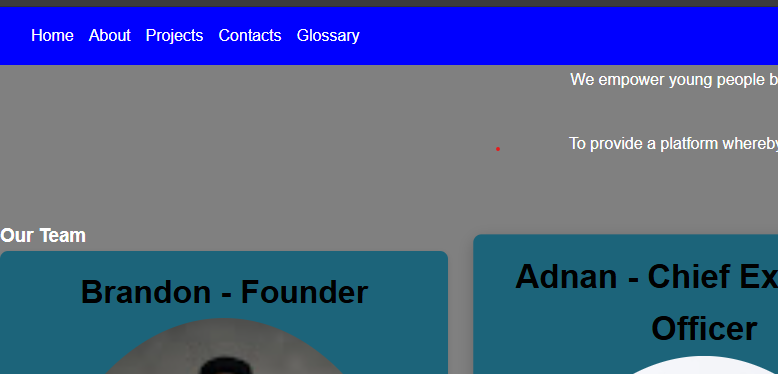 Home About Projects Contacts Glossary
We empower young people b
To provide a platform whereby
Our Team
Brandon - Founder
Adnan - Chief Ex
Officer